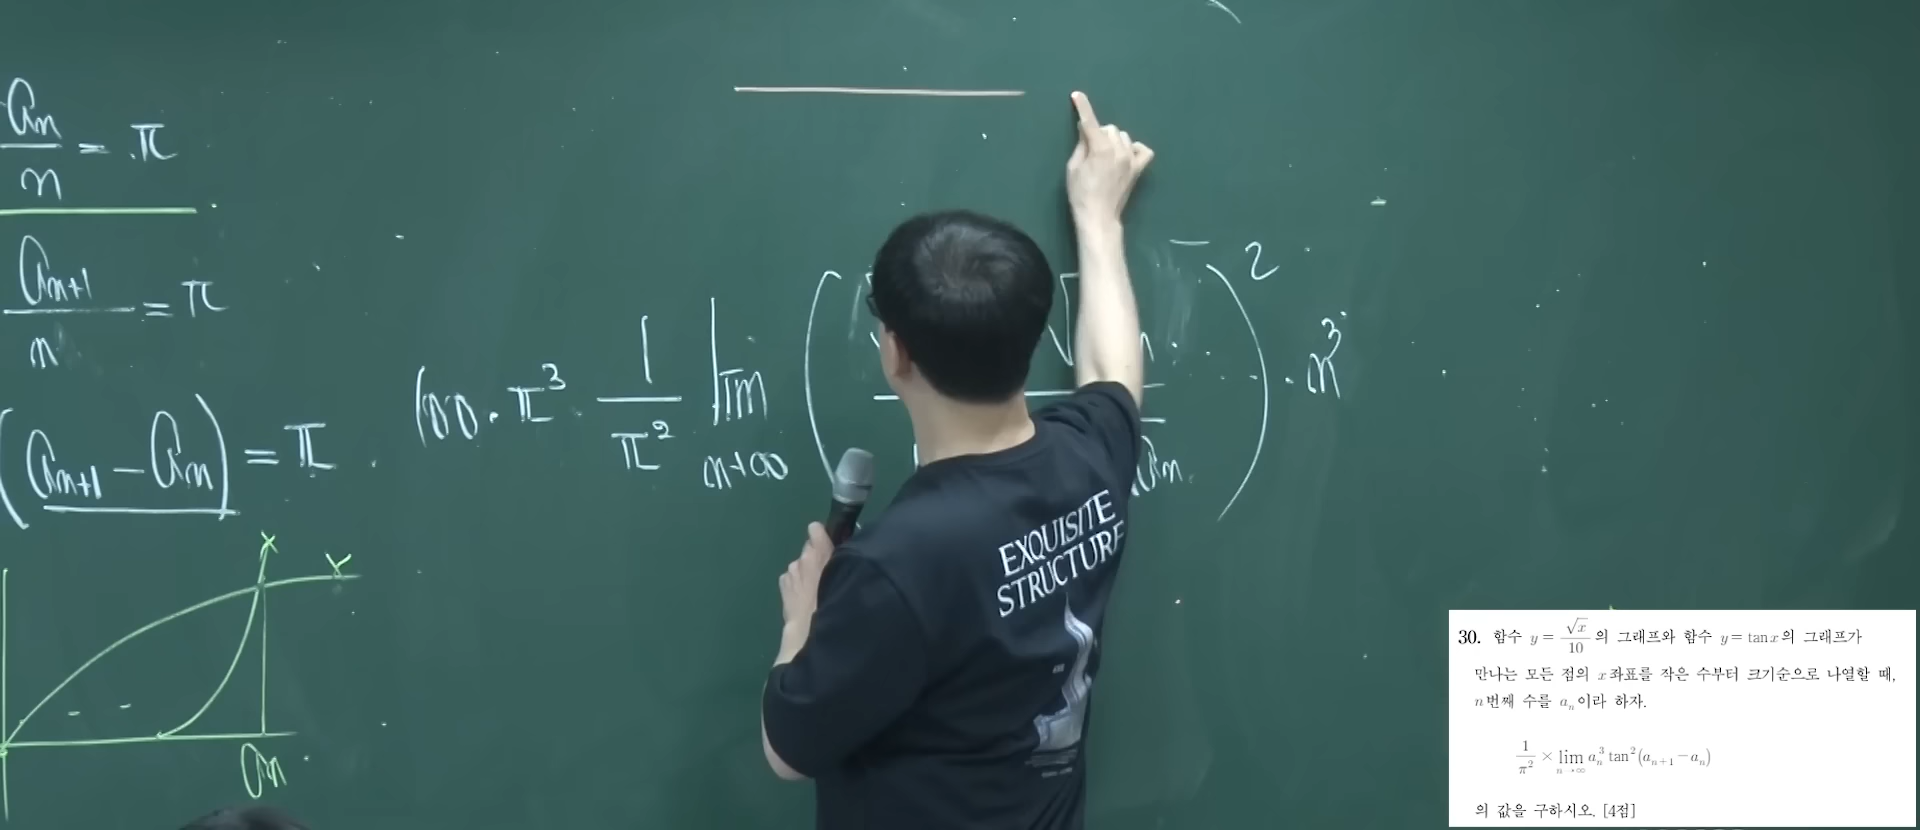 an/n = π
an+1/n = π
(an+1 - an) = π
an
100 · π³ 1/π² lim n→∞ ( √ n an )² · n³
EXQUISITE
STRUCTURE
30. 함수 y = √x/10 의 그래프와 함수 y = tan x 의 그래프가
만나는 모든 점의 x 좌표를 작은 수부터 크기순으로 나열할 때,
n 번째 수를 an 이라 하자.
1/π² × lim n→∞ an³ tan²(an+1 − an)
의 값을 구하시오. [4점]